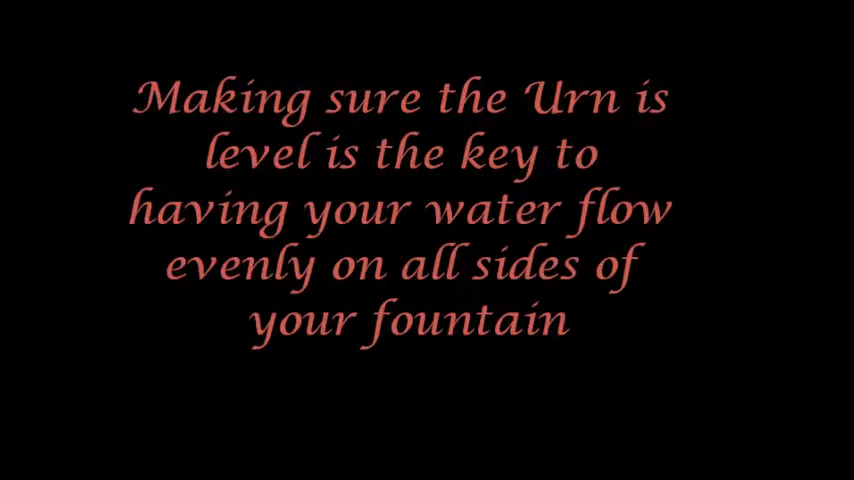 Making sure the Urn is
level is the key to
having your water flow
evenly on all sides of
your fountain